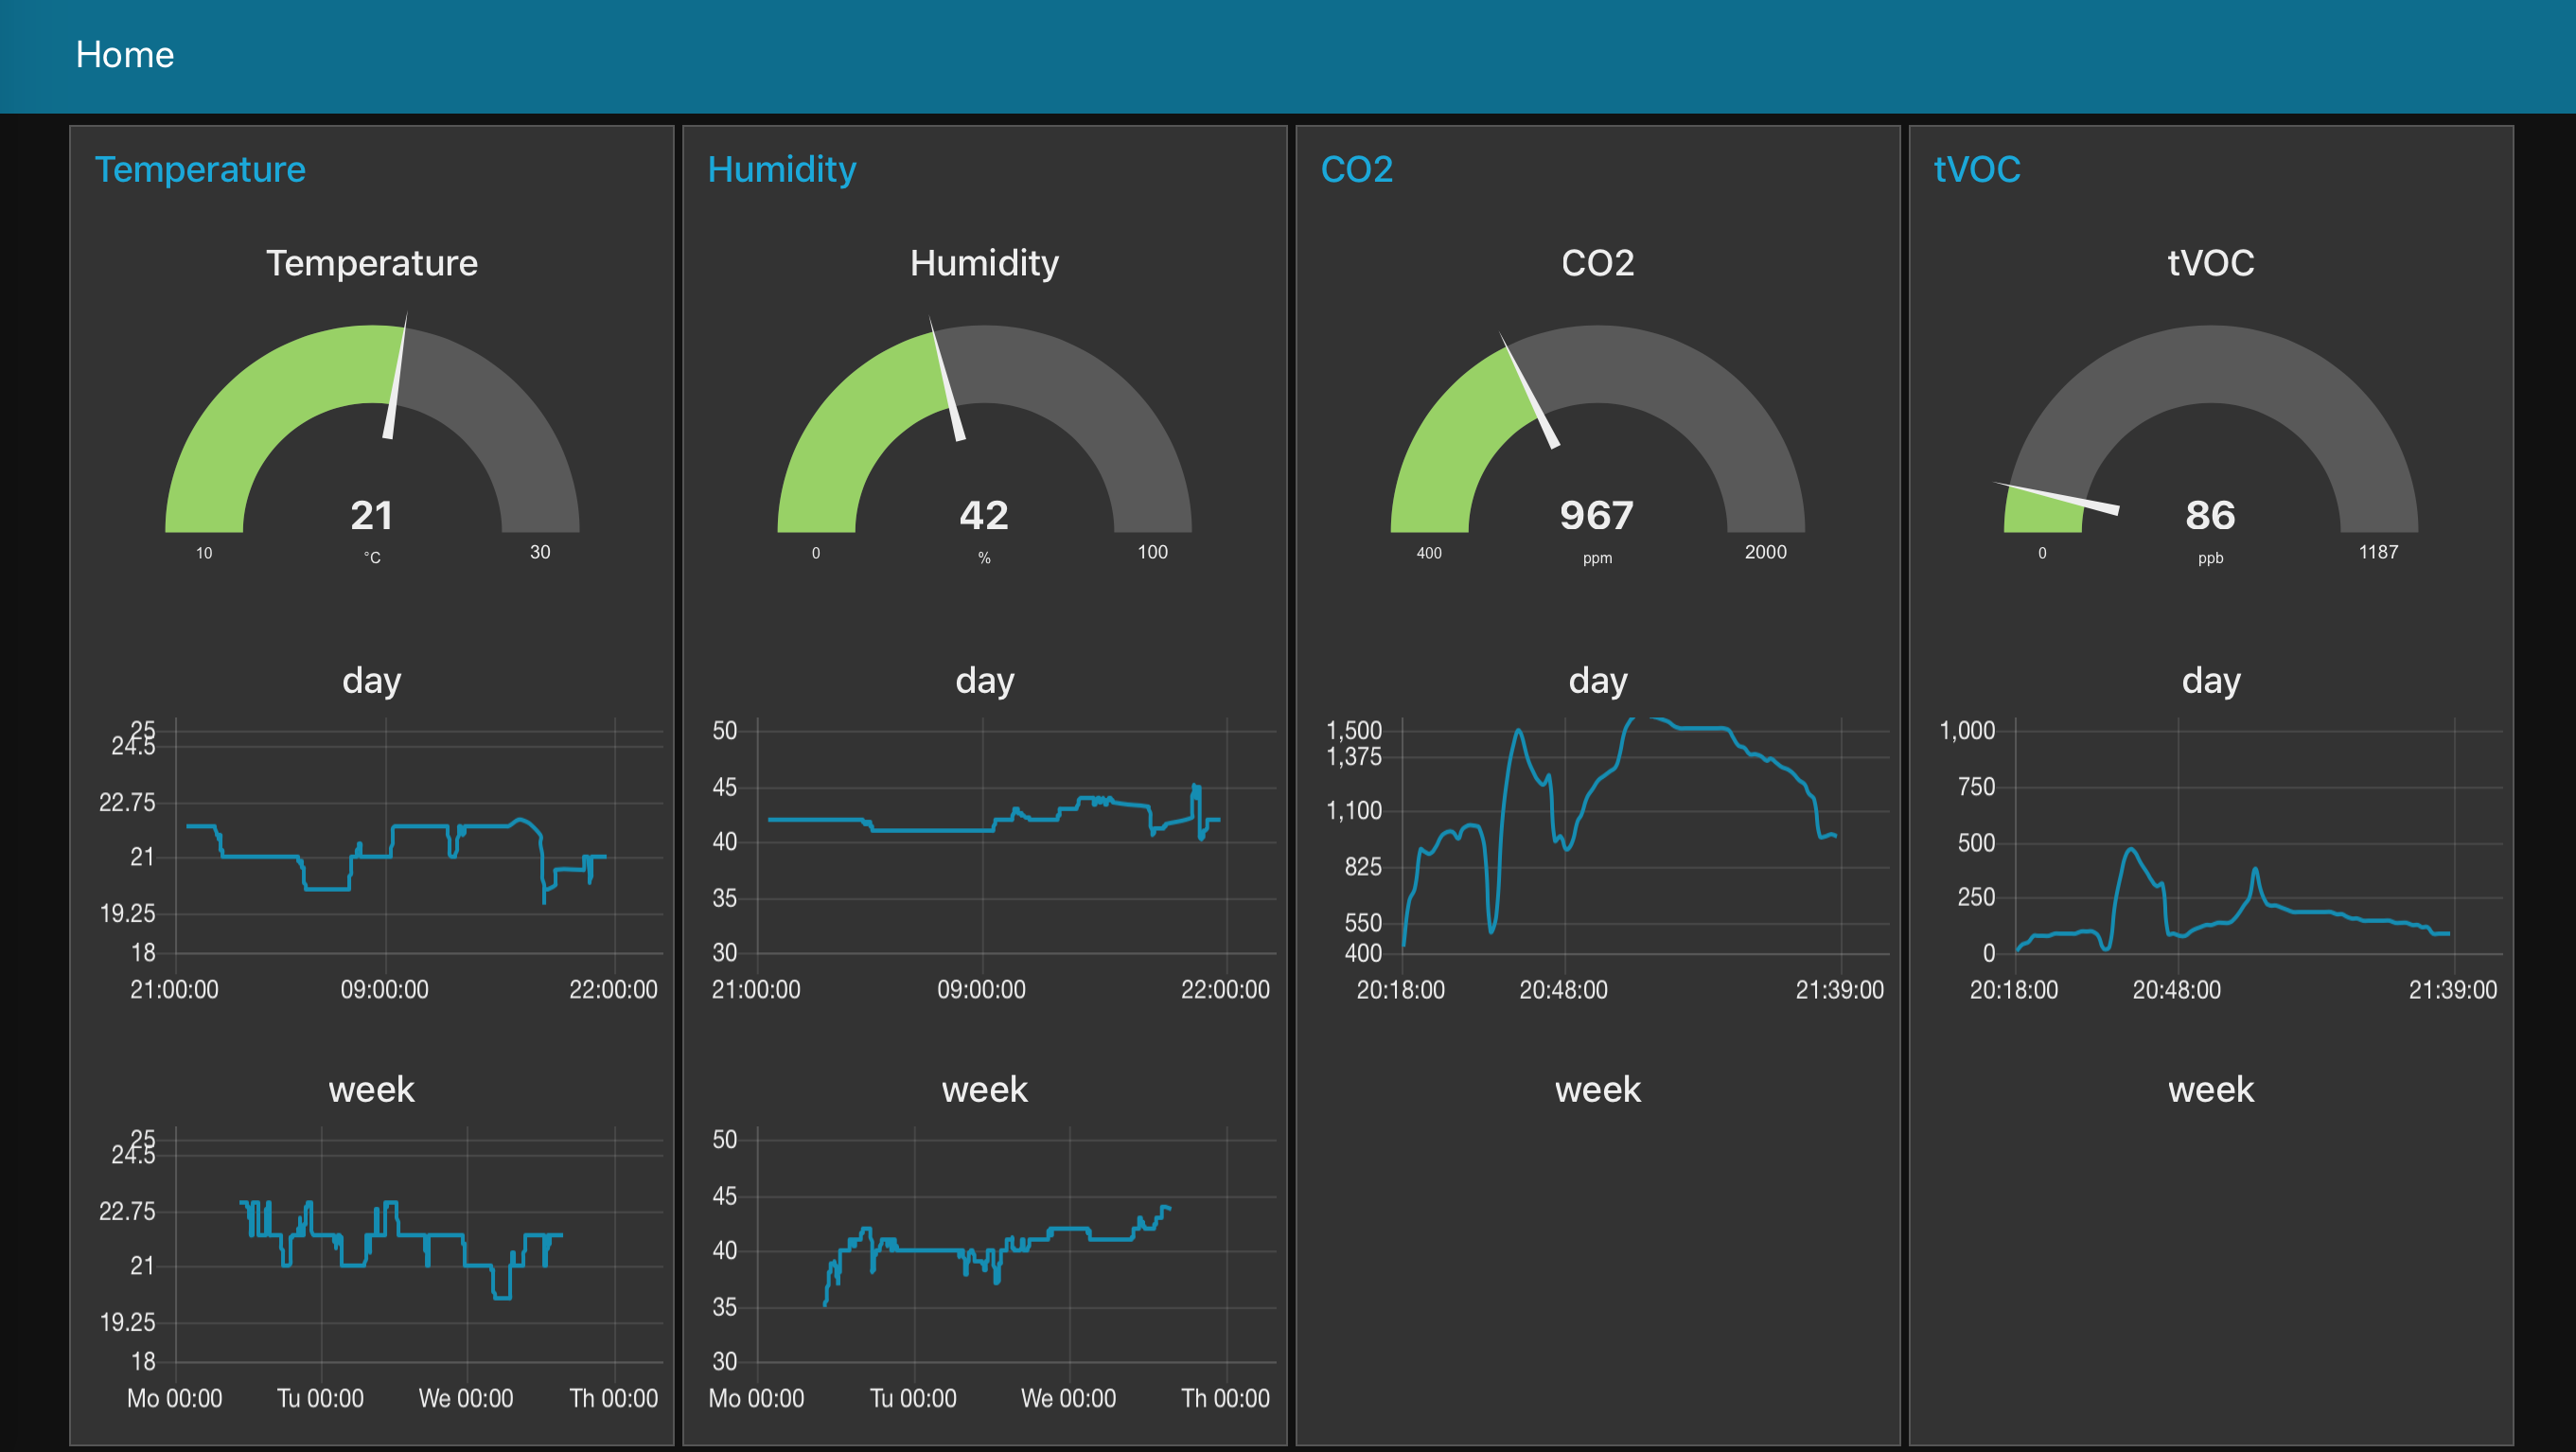 Home
Temperature
Temperature
21
10
°C
30
day
25
24.5
22.75
21
19.25
18
21:00:00 09:00:00 22:00:00
week
25
24.5
22.75
21
19.25
18
Mo 00:00 Tu 00:00 We 00:00 Th 00:00
Humidity
Humidity
42
0
%
100
day
50
45
40
35
30
21:00:00 09:00:00 22:00:00
week
50
45
40
35
30
Mo 00:00 Tu 00:00 We 00:00 Th 00:00
CO2
CO2
967
400
ppm
2000
day
1,500
1,375
1,100
825
550
400
20:18:00 20:48:00 21:39:00
week
tVOC
tVOC
86
0
ppb
1187
day
1,000
750
500
250
0
20:18:00 20:48:00 21:39:00
week